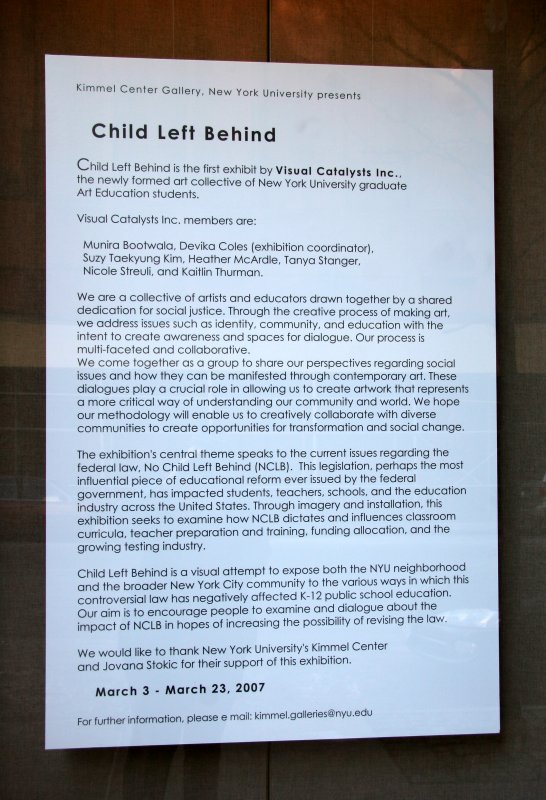 Kimmel Center Gallery, New York University presents
Child Left Behind
Child Left Behind is the first exhibit by Visual Catalysts Inc.,
the newly formed art collective of New York University graduate
Art Education students.
Visual Catalysts Inc. members are:
Munira Bootwala, Devika Coles (exhibition coordinator),
Suzy Taekyung Kim, Heather McArdle, Tanya Stanger,
Nicole Streuli, and Kaitlin Thurman.
We are a collective of artists and educators drawn together by a shared
dedication for social justice. Through the creative process of making art,
we address issues such as identity, community, and education with the
intent to create awareness and spaces for dialogue. Our process is
multi-faceted and collaborative.
We come together as a group to share our perspectives regarding social
issues and how they can be manifested through contemporary art. These
dialogues play a crucial role in allowing us to create artwork that represents
a more critical way of understanding our community and world. We hope
our methodology will enable us to creatively collaborate with diverse
communities to create opportunities for transformation and social change.
The exhibition's central theme speaks to the current issues regarding the
federal law, No Child Left Behind (NCLB). This legislation, perhaps the most
influential piece of educational reform ever issued by the federal
government, has impacted students, teachers, schools, and the education
industry across the United States. Through imagery and installation, this
exhibition seeks to examine how NCLB dictates and influences classroom
curricula, teacher preparation and training, funding allocation, and the
growing testing industry.
Child Left Behind is a visual attempt to expose both the NYU neighborhood
and the broader New York City community to the various ways in which this
controversial law has negatively affected K-12 public school education.
Our aim is to encourage people to examine and dialogue about the
impact of NCLB in hopes of increasing the possibility of revising the law.
We would like to thank New York University's Kimmel Center
and Jovana Stokic for their support of this exhibition.
March 3 - March 23, 2007
For further information, please e mail: kimmel.galleries@nyu.edu